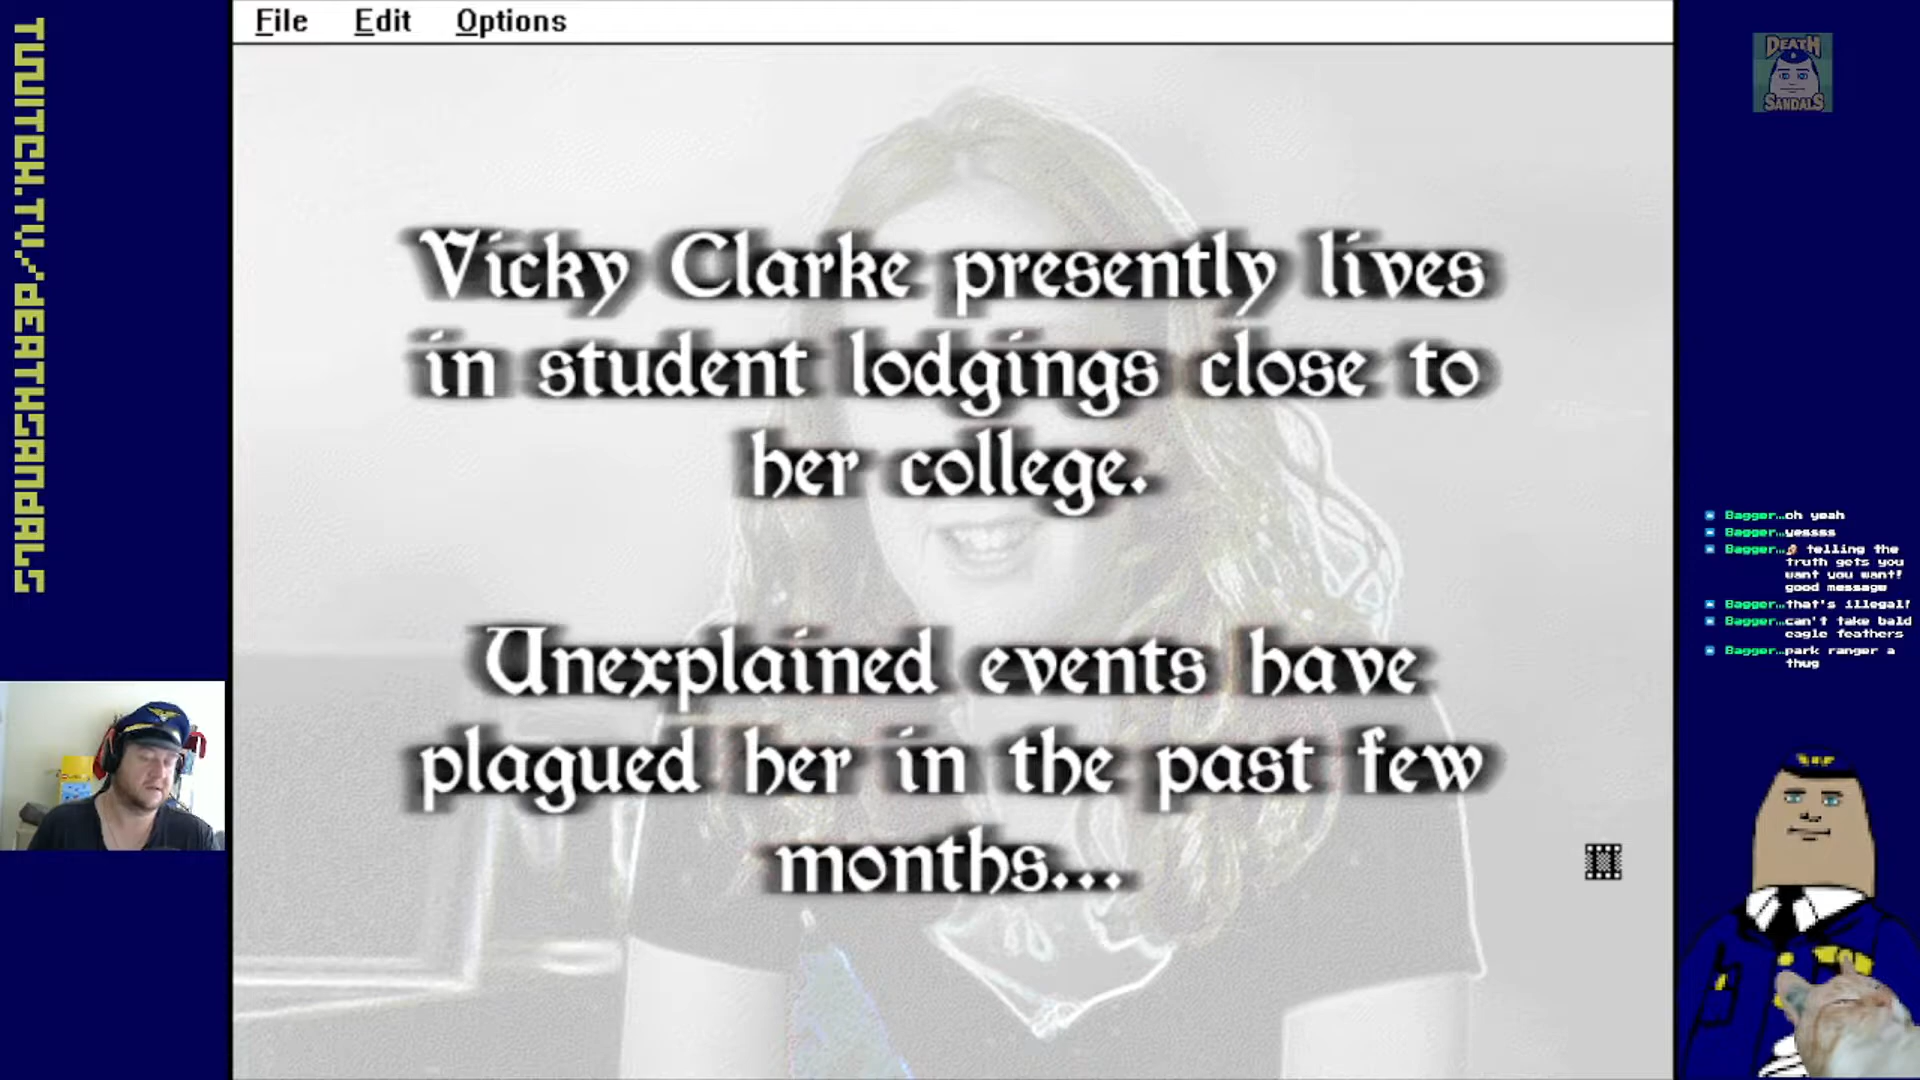 TWITCH.TV/DEATHSANDALS
File Edit Options
DEATH
SANDALS
Vicky Clarke presently lives
in student lodgings close to
her college.
Unexplained events have
plagued her in the past few
months...
Bagger…oh yeah
Bagger…yessss
Bagger… telling the
truth gets you
want you want!
good message
Bagger…that's illegal!
Bagger…can't take bald
eagle feathers
Bagger…park ranger a
thug